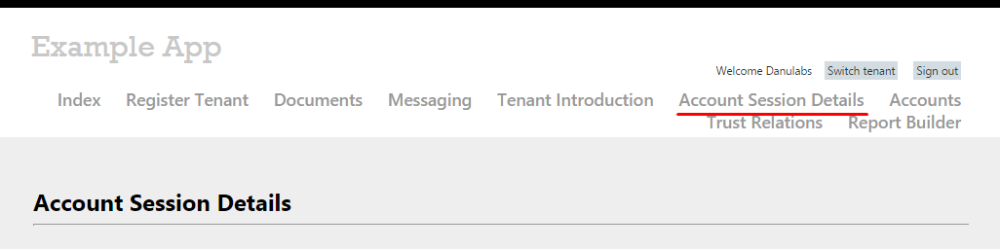 Example App
Welcome Danulabs Switch tenant Sign out
Index Register Tenant Documents Messaging Tenant Introduction Account Session Details Accounts
Trust Relations Report Builder
Account Session Details